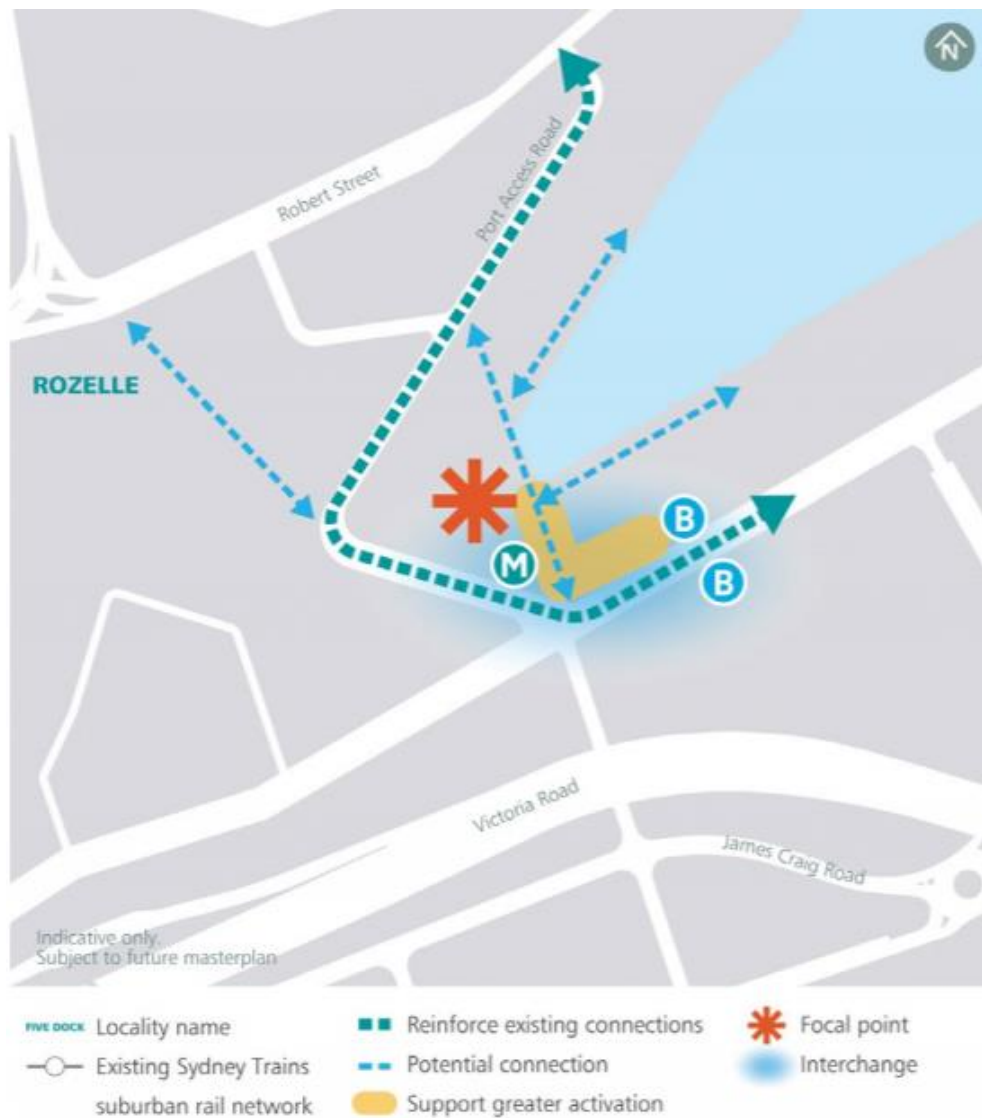 N
Port Access Road
Robert Street
ROZELLE
B
M
B
Victoria Road
James Craig Road
Indicative only.
Subject to future masterplan
FIVE DOCK Locality name
Reinforce existing connections
Focal point
Existing Sydney Trains
suburban rail network
Potential connection
Interchange
Support greater activation